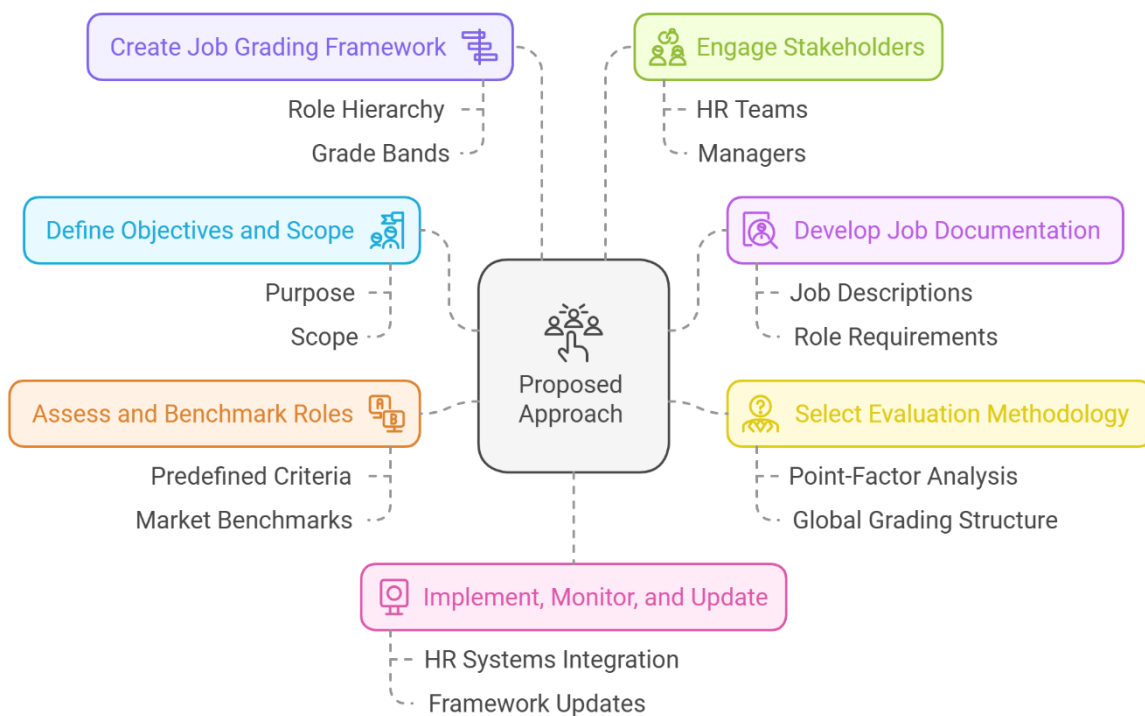 Create Job Grading Framework
Role Hierarchy
Grade Bands
Engage Stakeholders
HR Teams
Managers
Define Objectives and Scope
Purpose
Scope
Develop Job Documentation
Job Descriptions
Role Requirements
Proposed
Approach
Assess and Benchmark Roles
A
B
Predefined Criteria
Market Benchmarks
Select Evaluation Methodology
Point-Factor Analysis
Global Grading Structure
Implement, Monitor, and Update
HR Systems Integration
Framework Updates